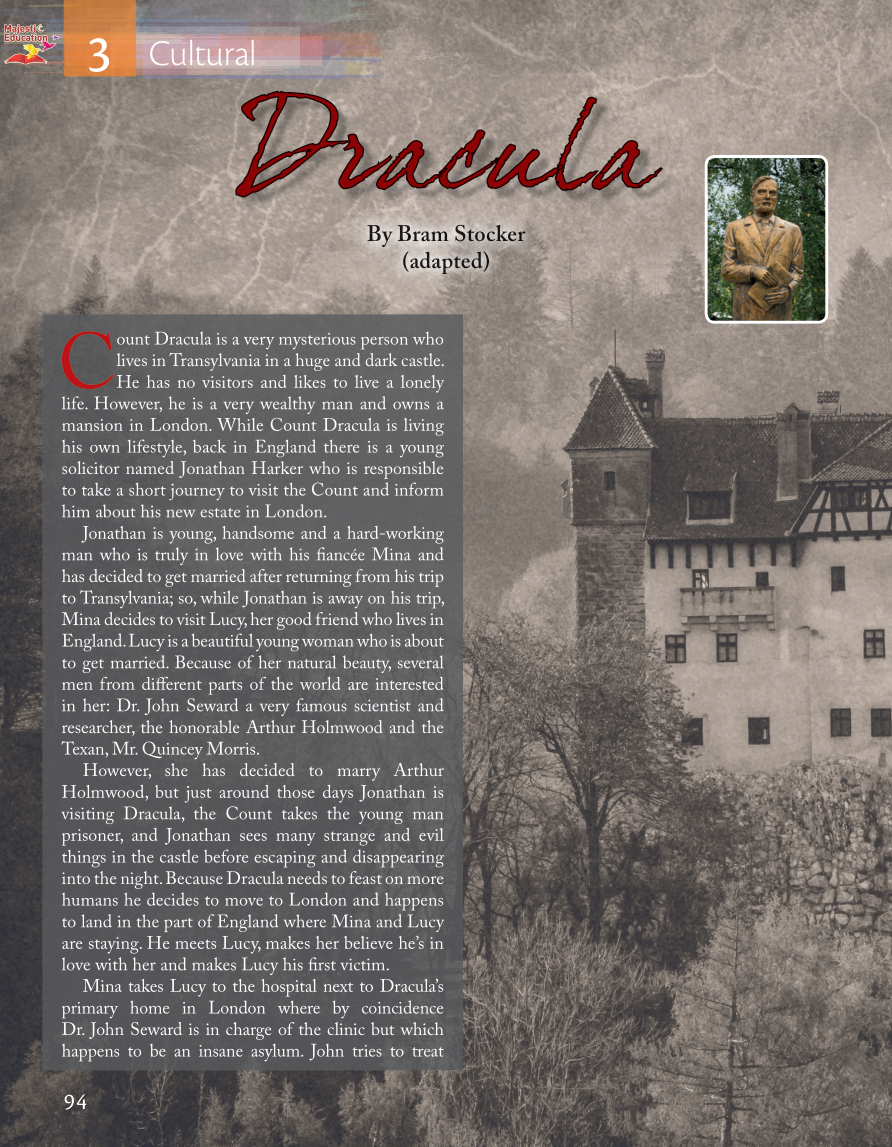 Majestic
Education
3
Cultural
Dracula
By Bram Stocker
(adapted)
Count Dracula is a very mysterious person who
lives in Transylvania in a huge and dark castle.
He has no visitors and likes to live a lonely
life. However, he is a very wealthy man and owns a
mansion in London. While Count Dracula is living
his own lifestyle, back in England there is a young
solicitor named Jonathan Harker who is responsible
to take a short journey to visit the Count and inform
him about his new estate in London.
Jonathan is young, handsome and a hard-working
man who is truly in love with his fiancée Mina and
has decided to get married after returning from his trip
to Transylvania; so, while Jonathan is away on his trip,
Mina decides to visit Lucy, her good friend who lives in
England. Lucy is a beautiful young woman who is about
to get married. Because of her natural beauty, several
men from different parts of the world are interested
in her: Dr. John Seward a very famous scientist and
researcher, the honorable Arthur Holmwood and the
Texan, Mr. Quincey Morris.
However, she has decided to marry Arthur
Holmwood, but just around those days Jonathan is
visiting Dracula, the Count takes the young man
prisoner, and Jonathan sees many strange and evil
things in the castle before escaping and disappearing
into the night. Because Dracula needs to feast on more
humans he decides to move to London and happens
to land in the part of England where Mina and Lucy
are staying. He meets Lucy, makes her believe he's in
love with her and makes Lucy his first victim.
Mina takes Lucy to the hospital next to Dracula's
primary home in London where by coincidence
Dr. John Seward is in charge of the clinic but which
happens to be an insane asylum. John tries to treat
94